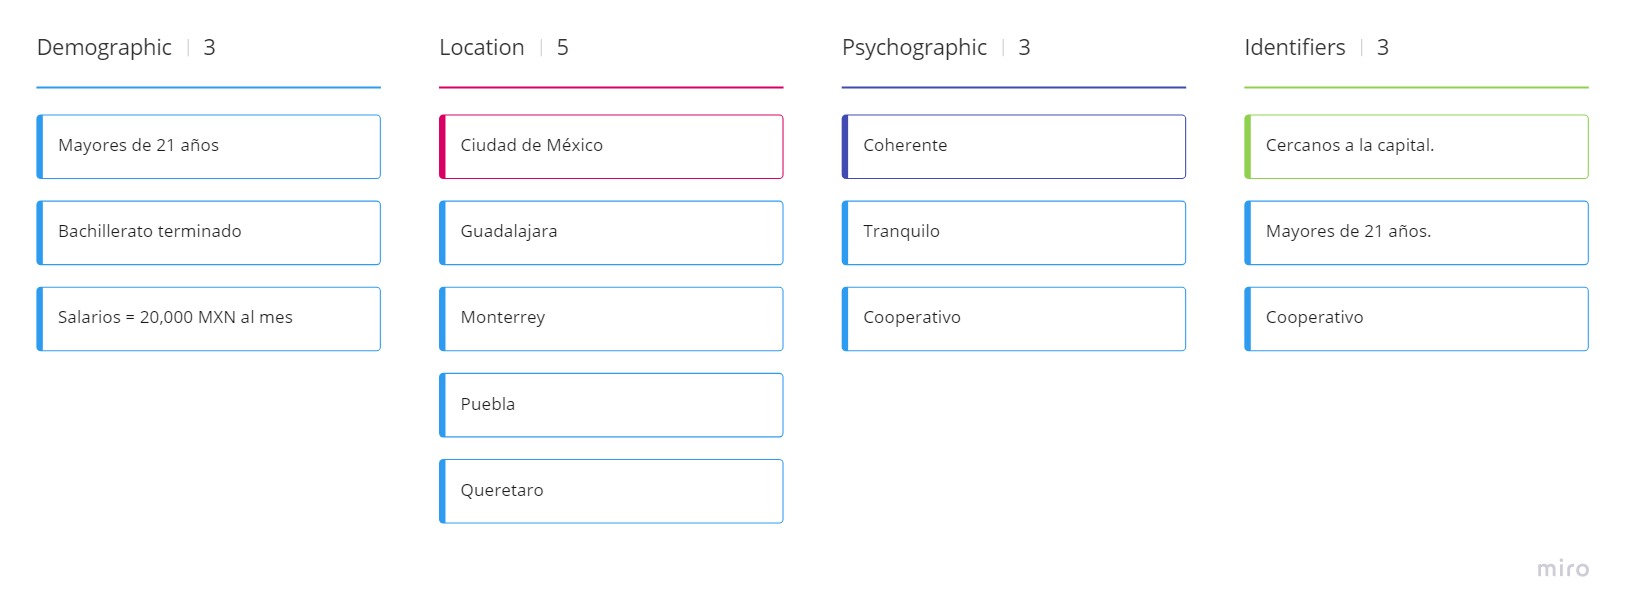 Demographic | 3
Mayores de 21 años
Bachillerato terminado
Salarios = 20,000 MXN al mes
Location | 5
Ciudad de México
Guadalajara
Monterrey
Puebla
Queretaro
Psychographic | 3
Coherente
Tranquilo
Cooperativo
Identifiers | 3
Cercanos a la capital.
Mayores de 21 años.
Cooperativo
miro